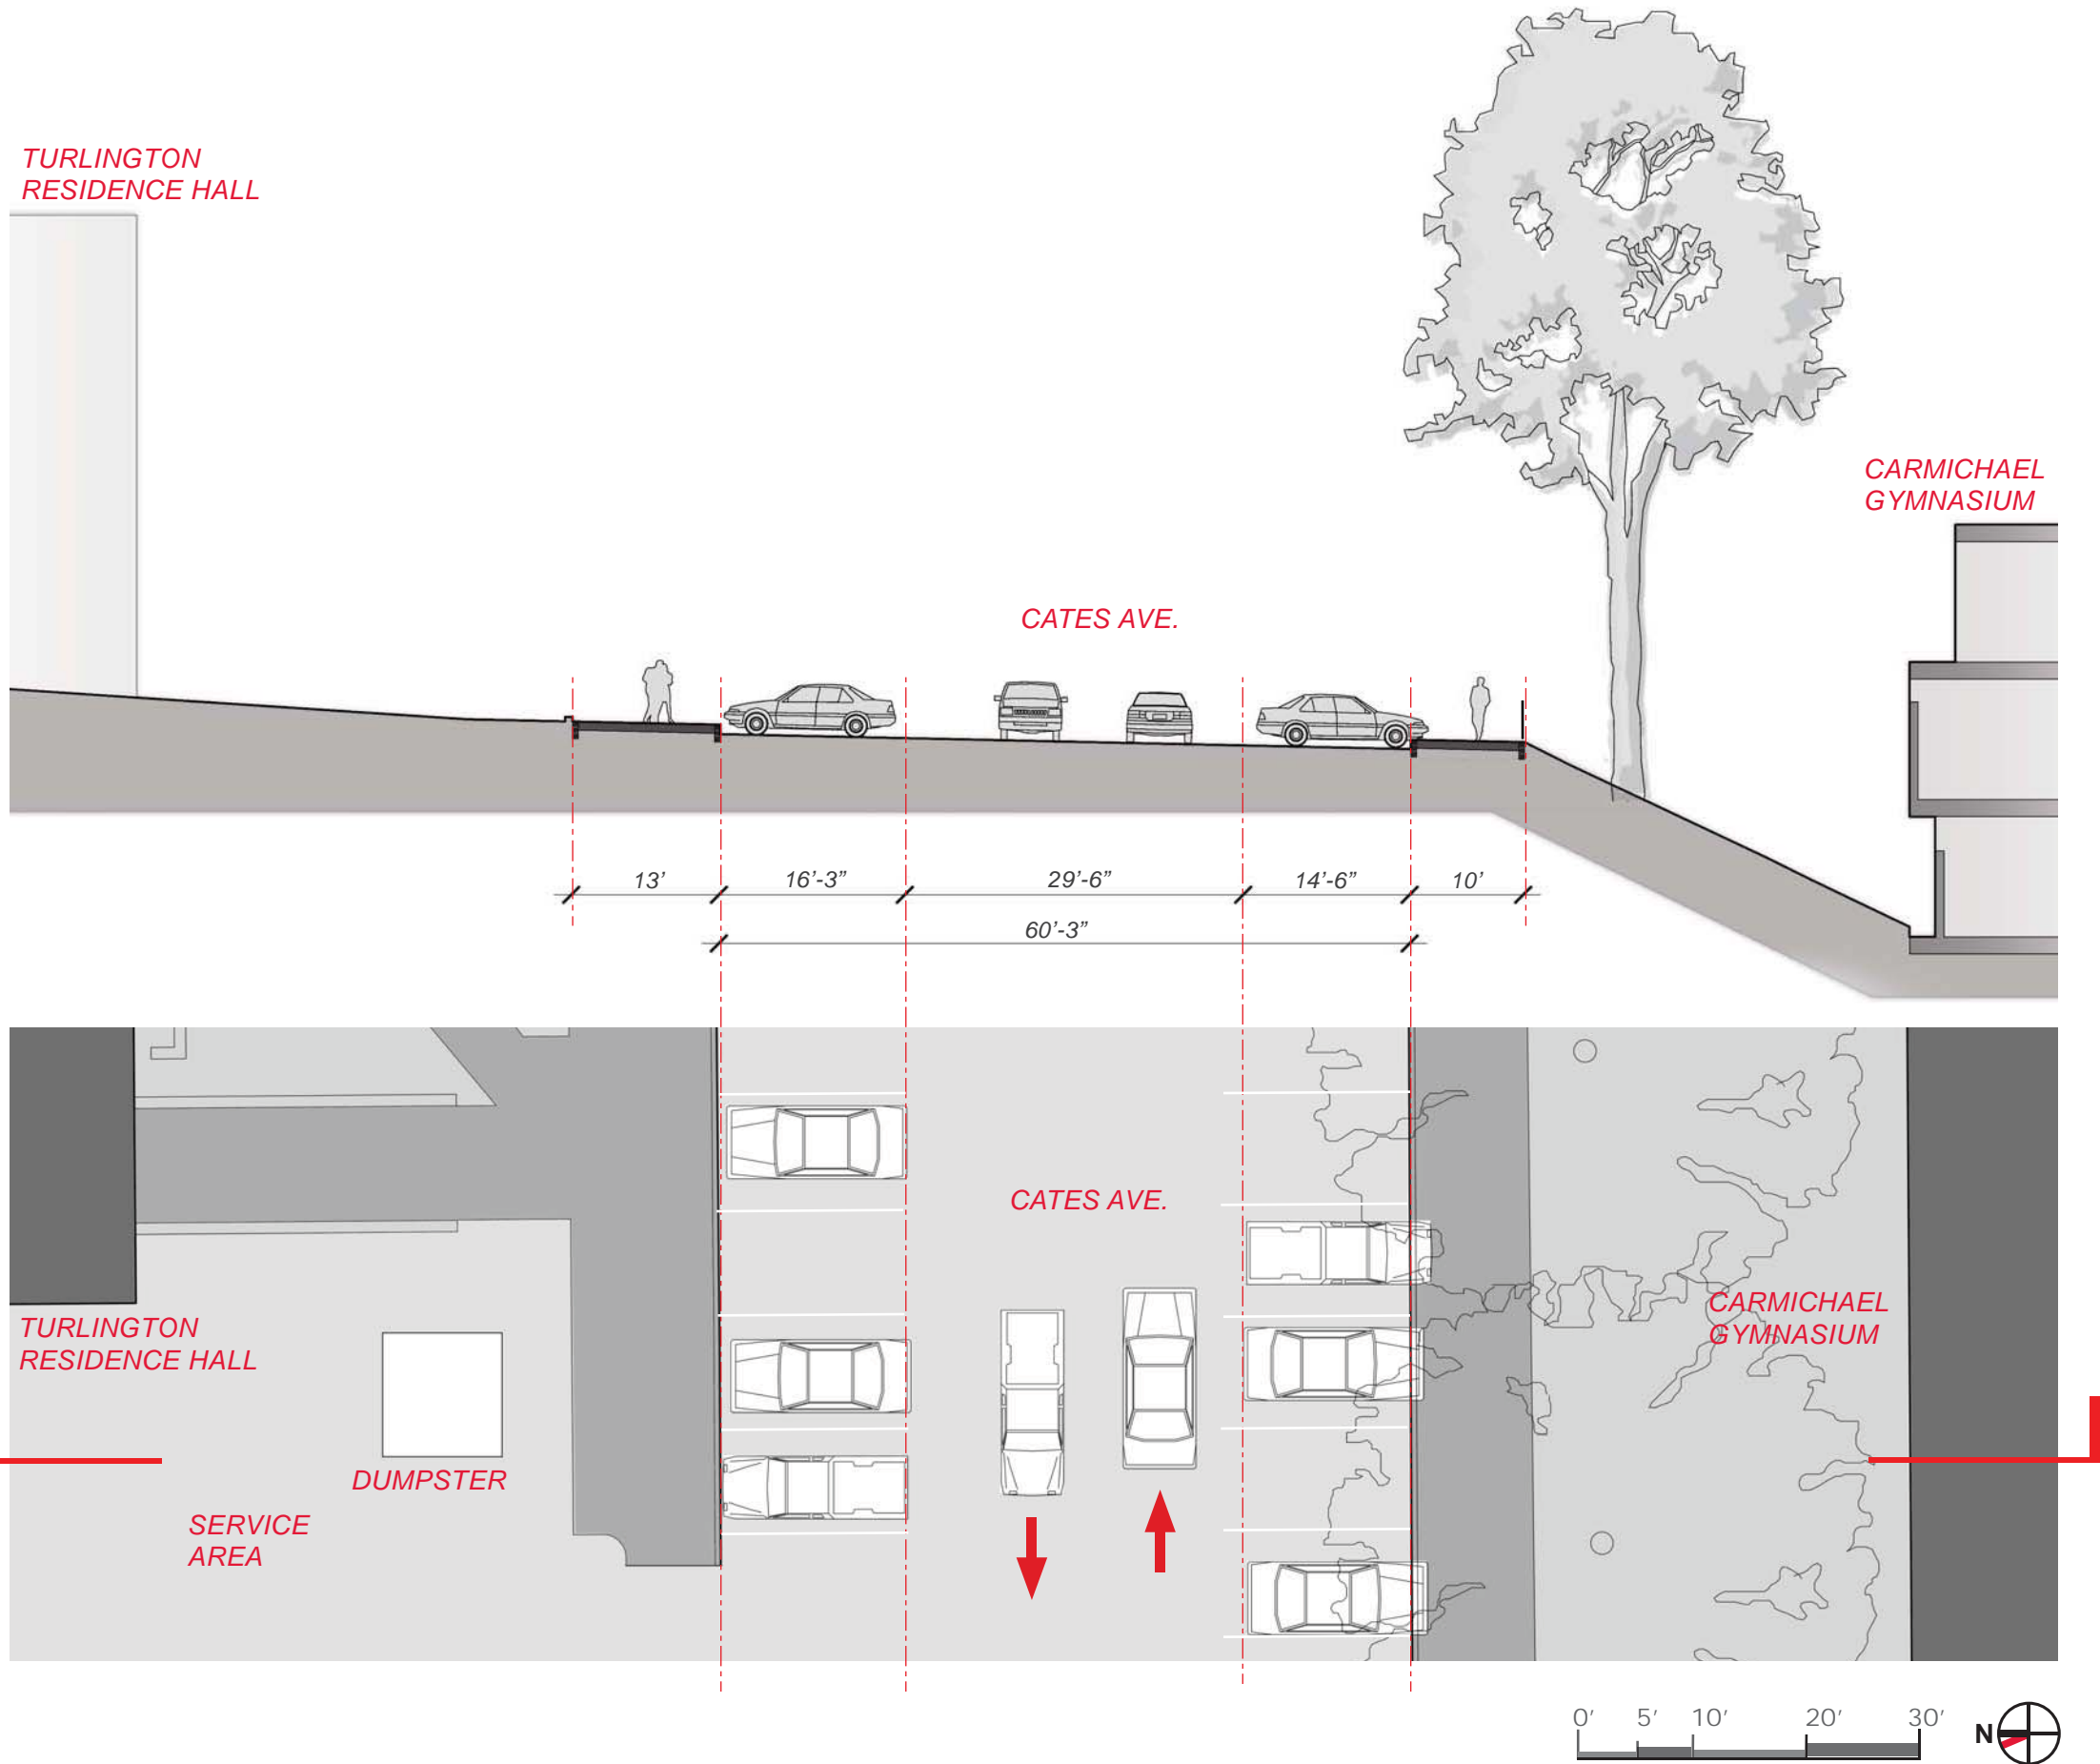 TURLINGTON
RESIDENCE HALL
CARMICHAEL
GYMNASIUM
CATES AVE.
13'
16'-3”
29'-6”
14'-6”
10'
60'-3”
CATES AVE.
TURLINGTON
RESIDENCE HALL
CARMICHAEL
GYMNASIUM
DUMPSTER
SERVICE
AREA
0' 5' 10' 20' 30'
N